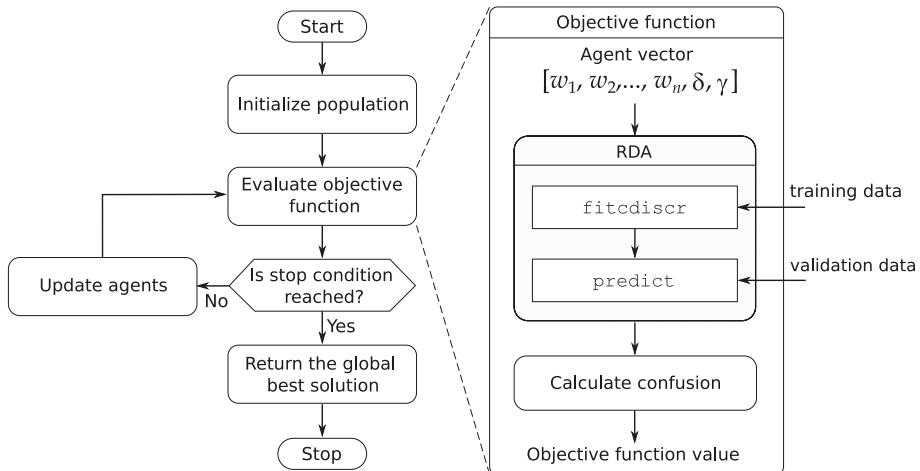 Start
Initialize population
Evaluate objective
function
Is stop condition
reached?
No
Update agents
Yes
Return the global
best solution
Stop
Objective function
Agent vector
[w1, w2,..., wn, δ, γ]
RDA
fitcdiscr
training data
predict
validation data
Calculate confusion
Objective function value